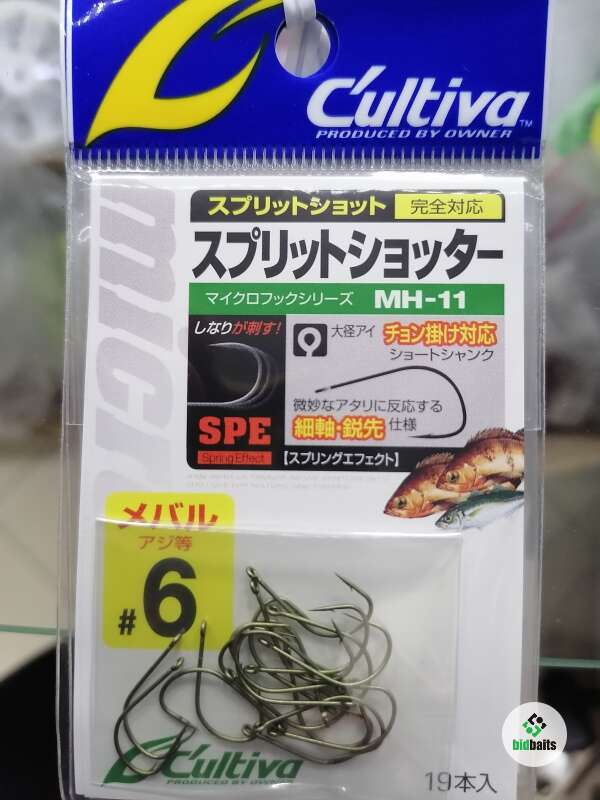 C'ultiva™
PRODUCED BY OWNER
micro
スプリットショット 完全対応
スプリットショッター
マイクロフックシリーズ MH-11
しなりが刺す!
大径アイ チョン掛け対応
ショートシャンク
微妙なアタリに反応する
細軸・鋭先 仕様
SPE
Spring Effect
【スプリングエフェクト】
メバル
アジ等
#6
C'ultiva
PRODUCED BY OWNER
19本入
bidbaits